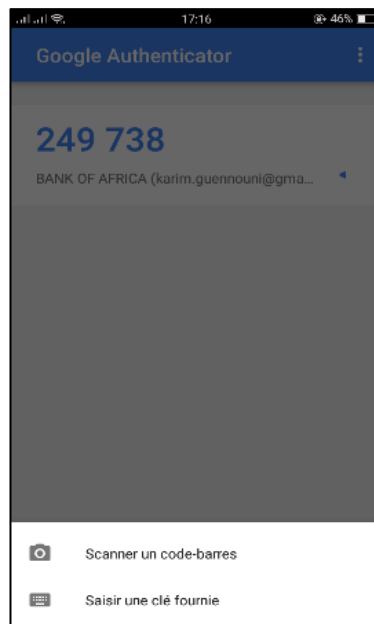 17:16 46%
Google Authenticator
249 738
BANK OF AFRICA (karim.guennouni@gma...
Scanner un code-barres
Saisir une clé fournie